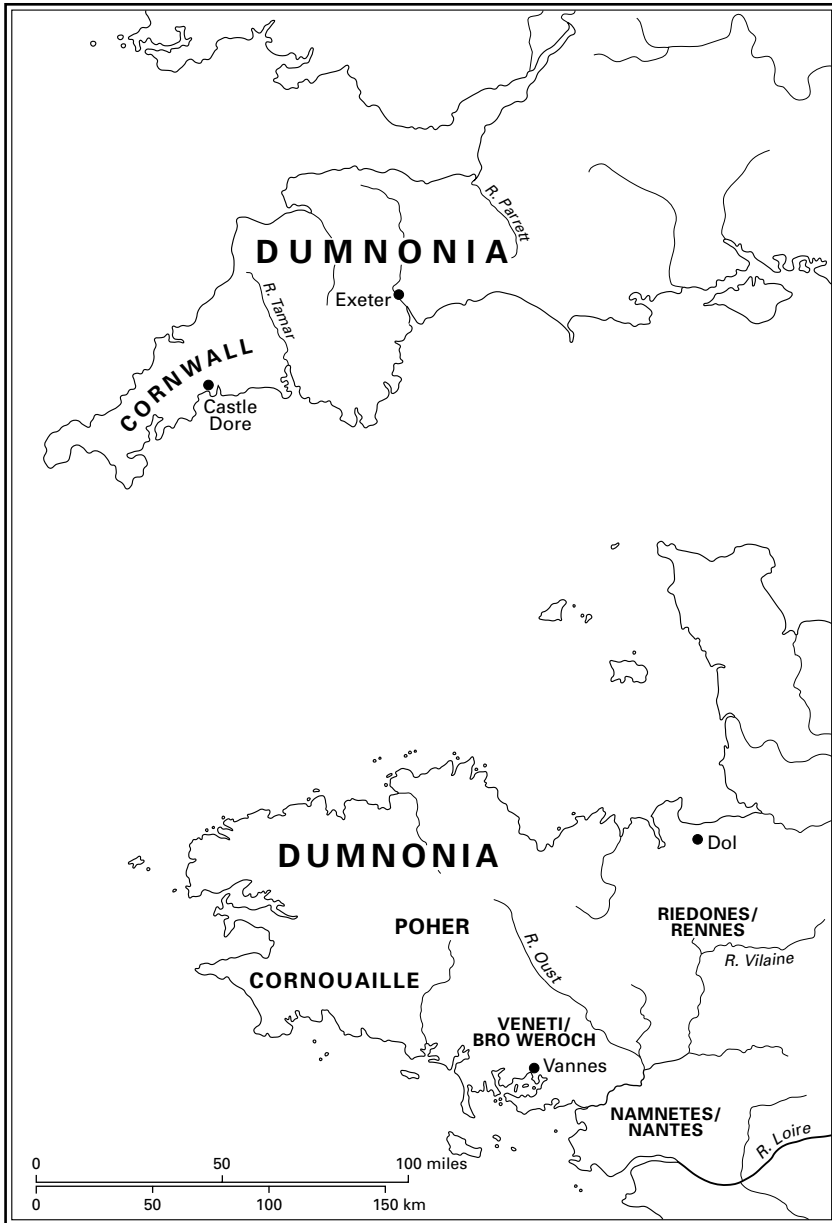 R. Parrett
DUMNONIA
Exeter
R. Tamar
CORNWALL
Castle
Dore
DUMNONIA
Dol
POHER
RIEDONES/
RENNES
R. Oust
R. Vilaine
CORNOUAILLE
VENETI/
BRO WEROCH
Vannes
NAMNETES/
NANTES
R. Loire
0 50 100 miles
0 50 100 150 km